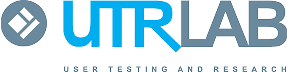 UTRLAB
USER TESTING AND RESEARCH